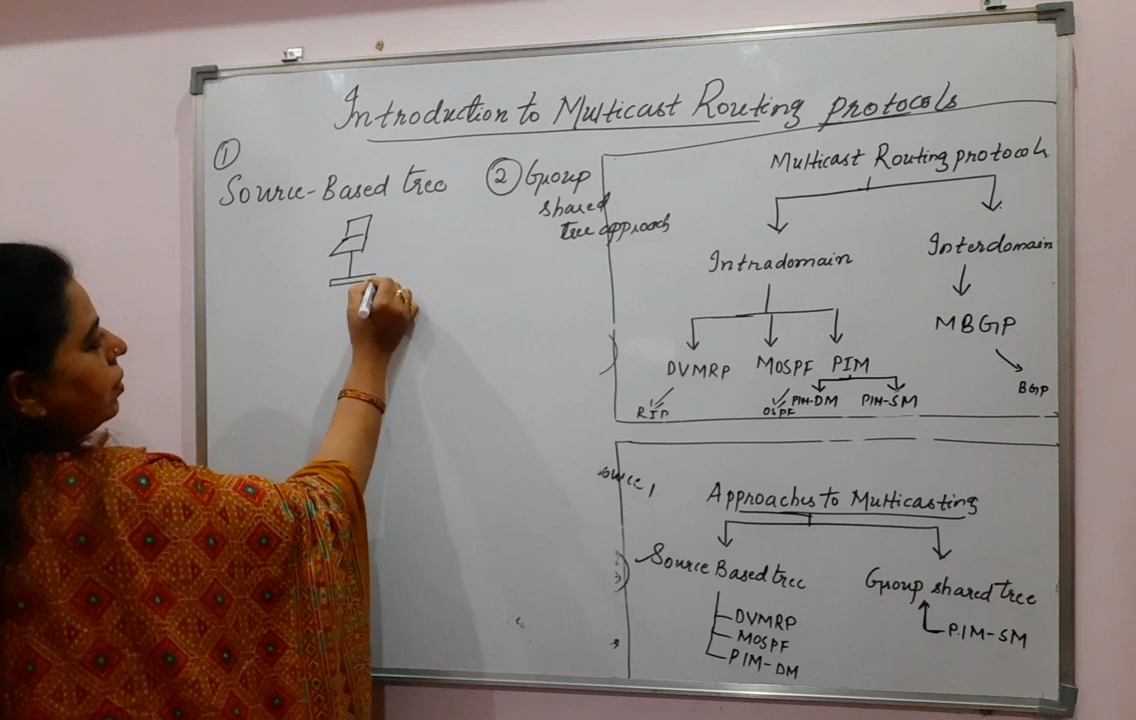 Introduction to Multicast Routing protocols
①
Source-Based tree
② Group
shared
tree approach
Multicast Routing protocols
Intradomain
Interdomain
MBGP
BGP
DVMRP MOSPF PIM
RIP
OSPF
PIM-DM PIM-SM
Approaches to Multicasting
Source Based tree
DVMRP
MOSPF
PIM-DM
Group shared tree
PIM-SM